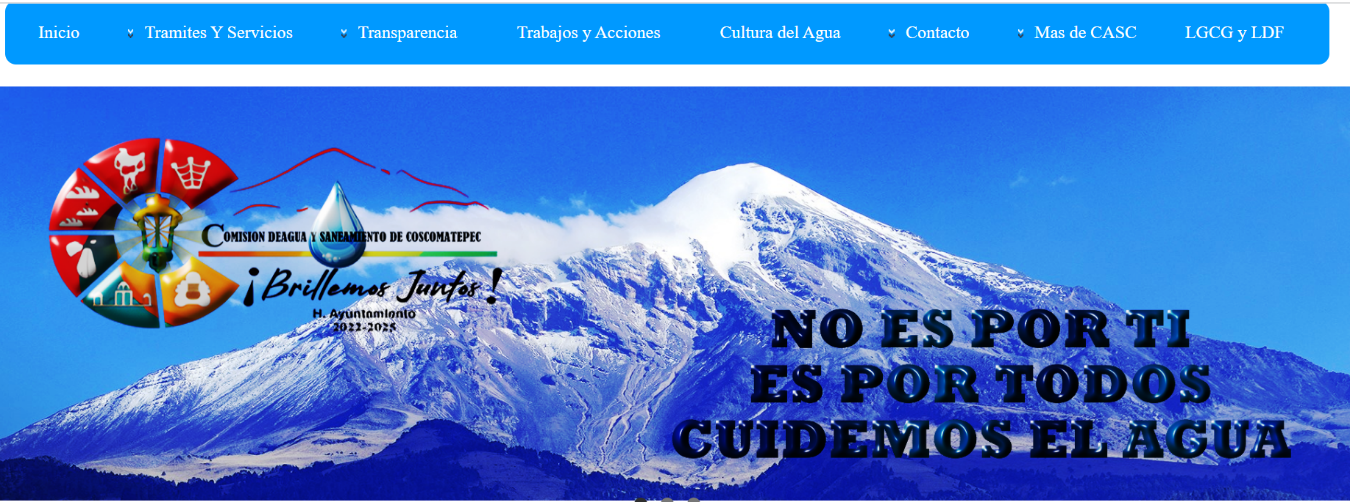 Inicio
Tramites Y Servicios
Transparencia
Trabajos y Acciones
Cultura del Agua
Contacto
Mas de CASC
LGCG y LDF
COMISION DEAGUA Y SANEAMIENTO DE COSCOMATEPEC
¡Brillemos Juntos!
H. Ayuntamiento
2022-2025
NO ES POR TI
ES POR TODOS
CUIDEMOS EL AGUA